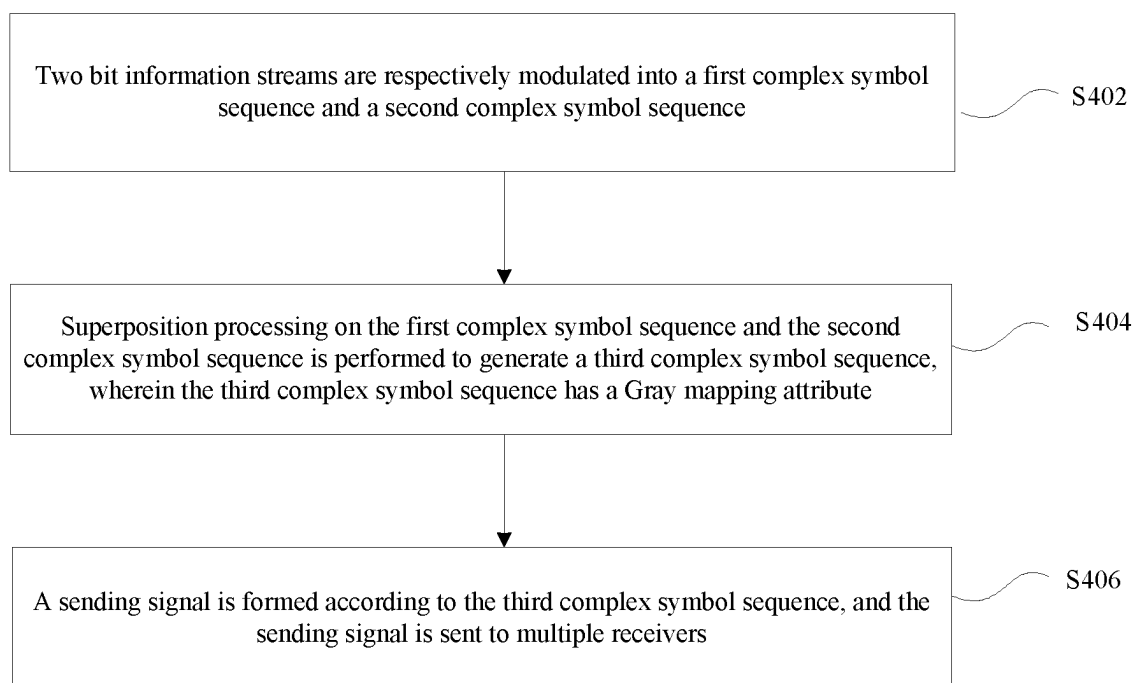 Two bit information streams are respectively modulated into a first complex symbol
sequence and a second complex symbol sequence
S402
Superposition processing on the first complex symbol sequence and the second
complex symbol sequence is performed to generate a third complex symbol sequence,
wherein the third complex symbol sequence has a Gray mapping attribute
S404
A sending signal is formed according to the third complex symbol sequence, and the
sending signal is sent to multiple receivers
S406